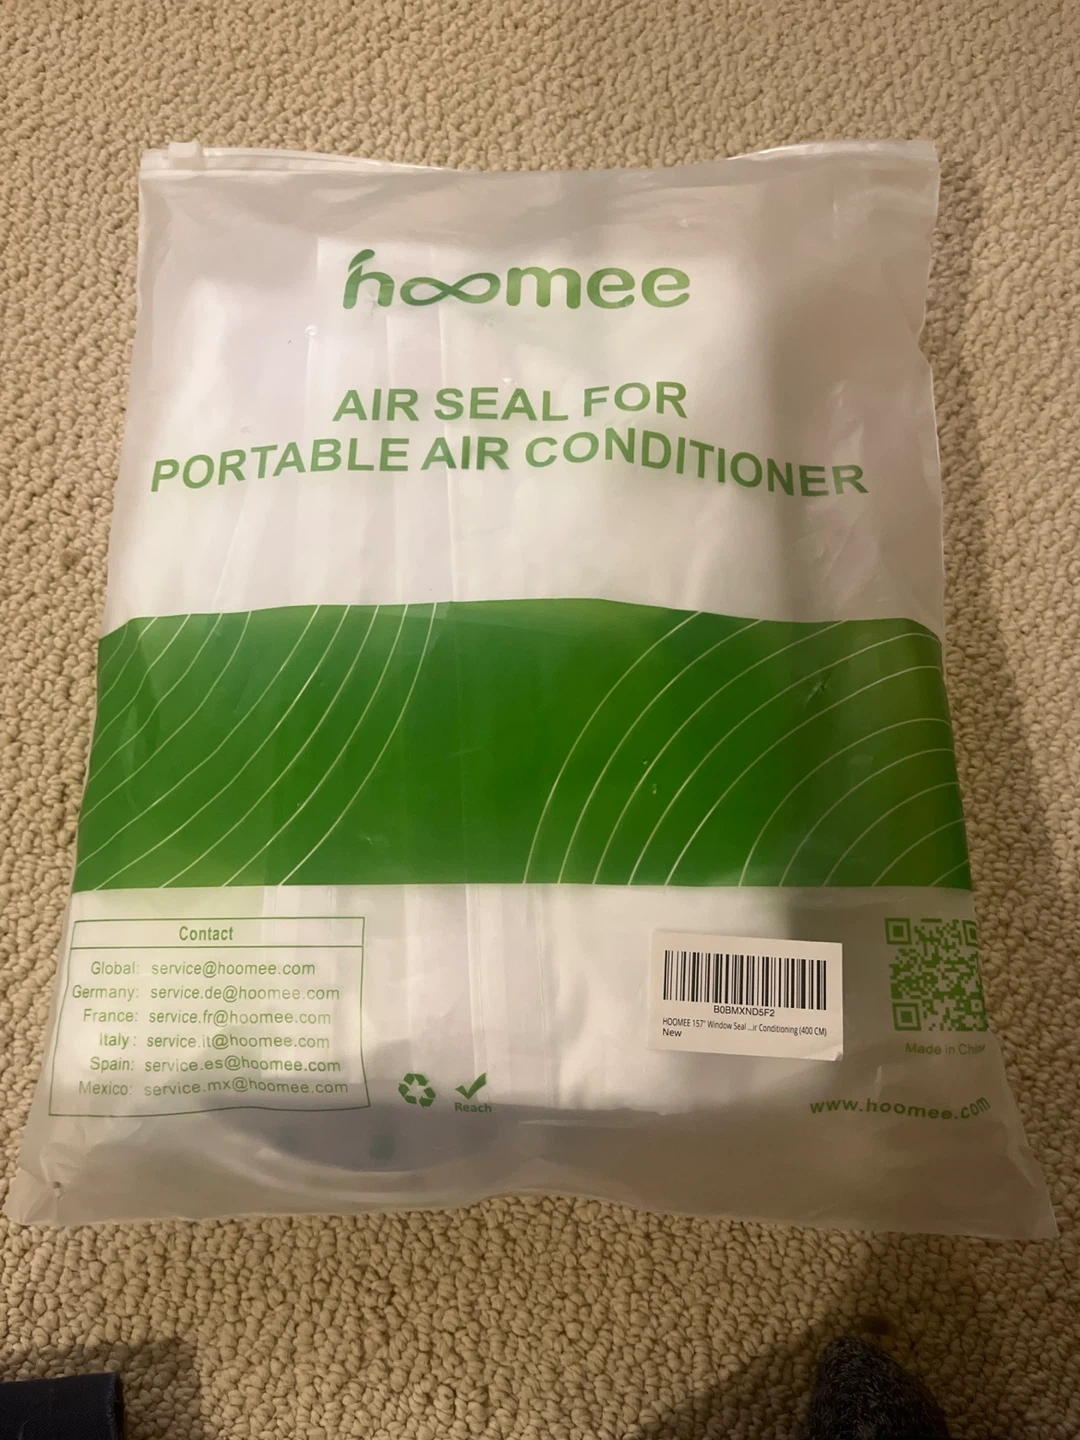 hoomee
AIR SEAL FOR
PORTABLE AIR CONDITIONER
Contact
Global: service@hoomee.com
Germany: service.de@hoomee.com
France: service.fr@hoomee.com
Italy: service.it@hoomee.com
Spain: service.es@hoomee.com
Mexico: service.mx@hoomee.com
Reach
B0BMXND5F2
HOOMEE 157" Window Seal ...ir Conditioning (400 CM)
New
Made in China
www.hoomee.com